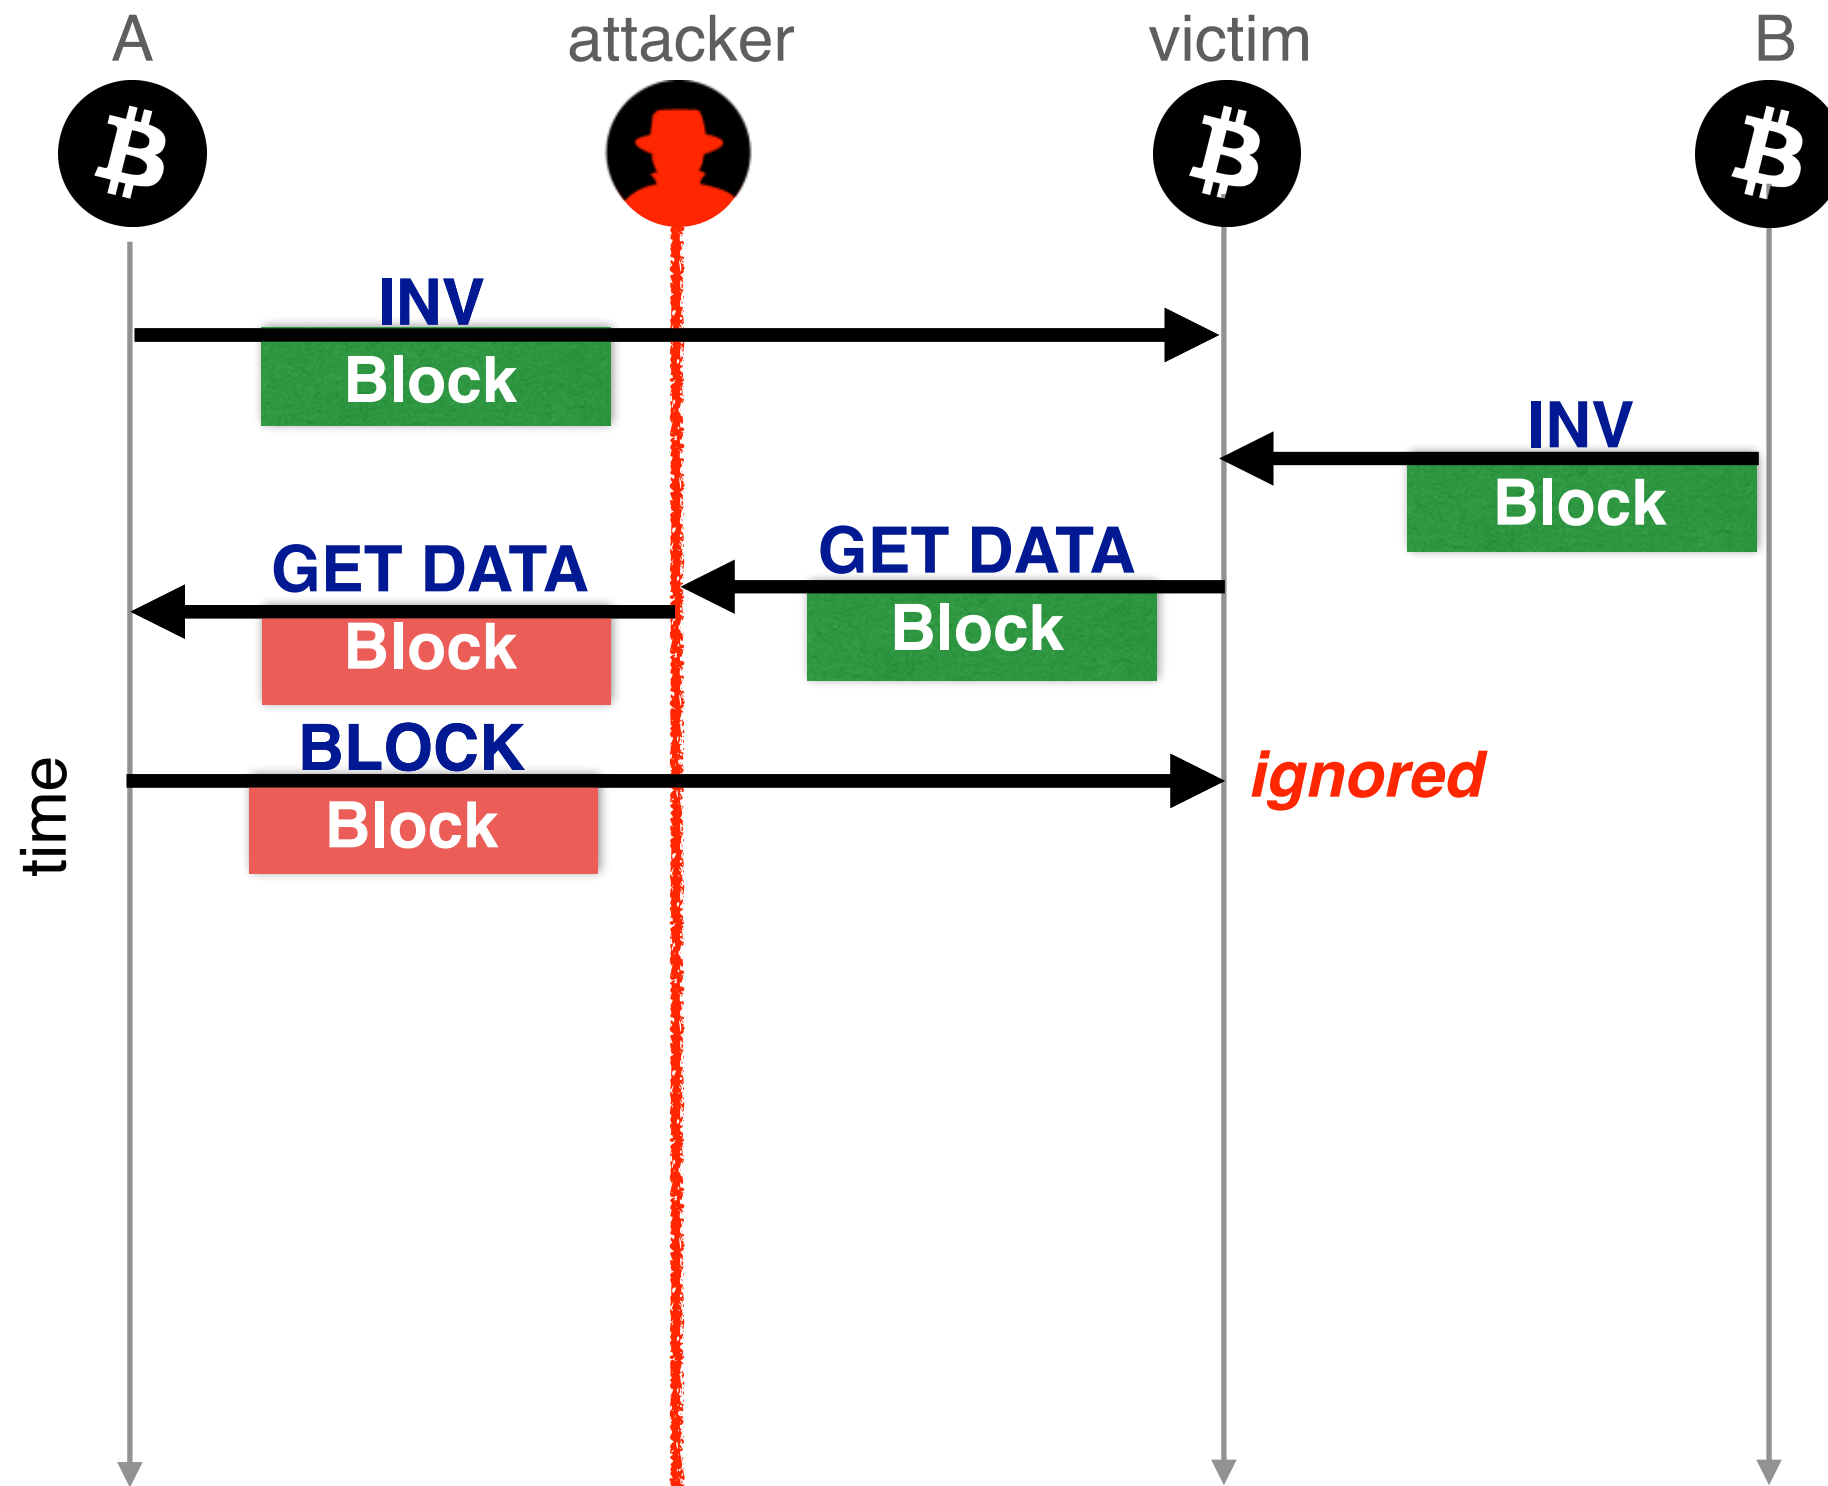 A
attacker
victim
B
INV
Block
INV
Block
GET DATA
Block
GET DATA
Block
BLOCK
Block
ignored
time